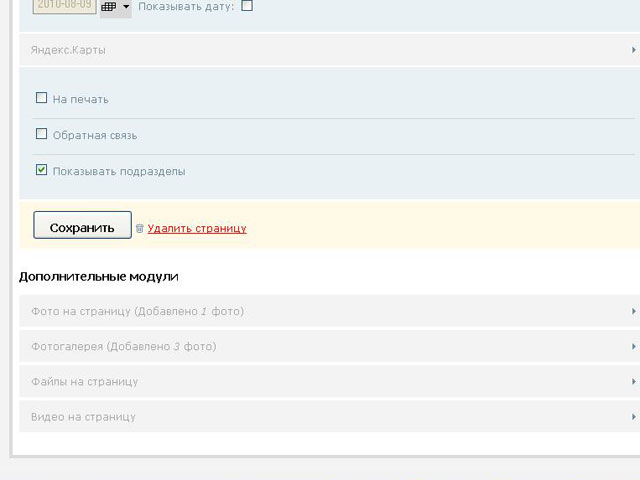 2010-08-09 Показывать дату:
Яндекс.Карты
На печать
Обратная связь
Показывать подразделы
Сохранить Удалить страницу
Дополнительные модули
Фото на страницу (Добавлено 1 фото)
Фотогалерея (Добавлено 3 фото)
Файлы на страницу
Видео на страницу